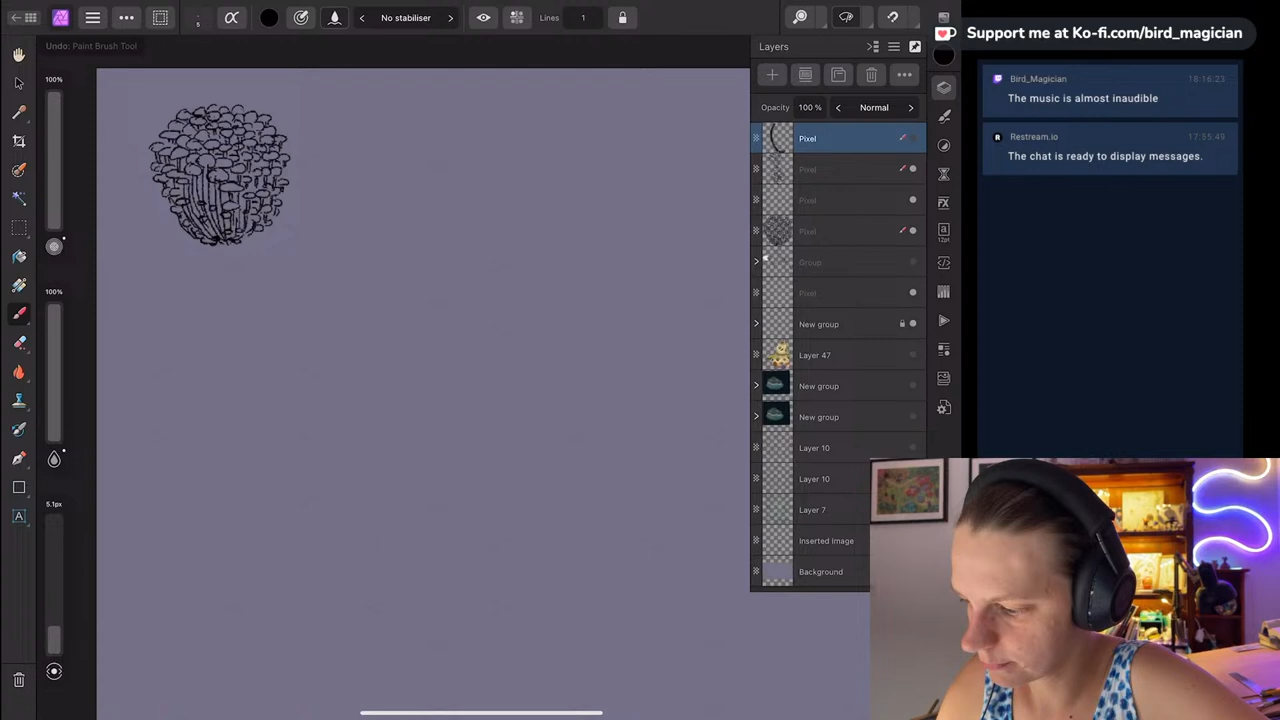 No stabiliser
Lines
1
Undo: Paint Brush Tool
100%
100%
5.1px
Layers
Opacity
100 %
Normal
Pixel
Pixel
Pixel
Pixel
Group
Pixel
New group
Layer 47
New group
New group
Layer 10
Layer 10
Layer 7
Inserted Image
Background
FX
a
12pt
A
5
α
Support me at Ko-fi.com/bird_magician
Bird_Magician 18:16:23
The music is almost inaudible
Restream.io 17:55:49
The chat is ready to display messages.